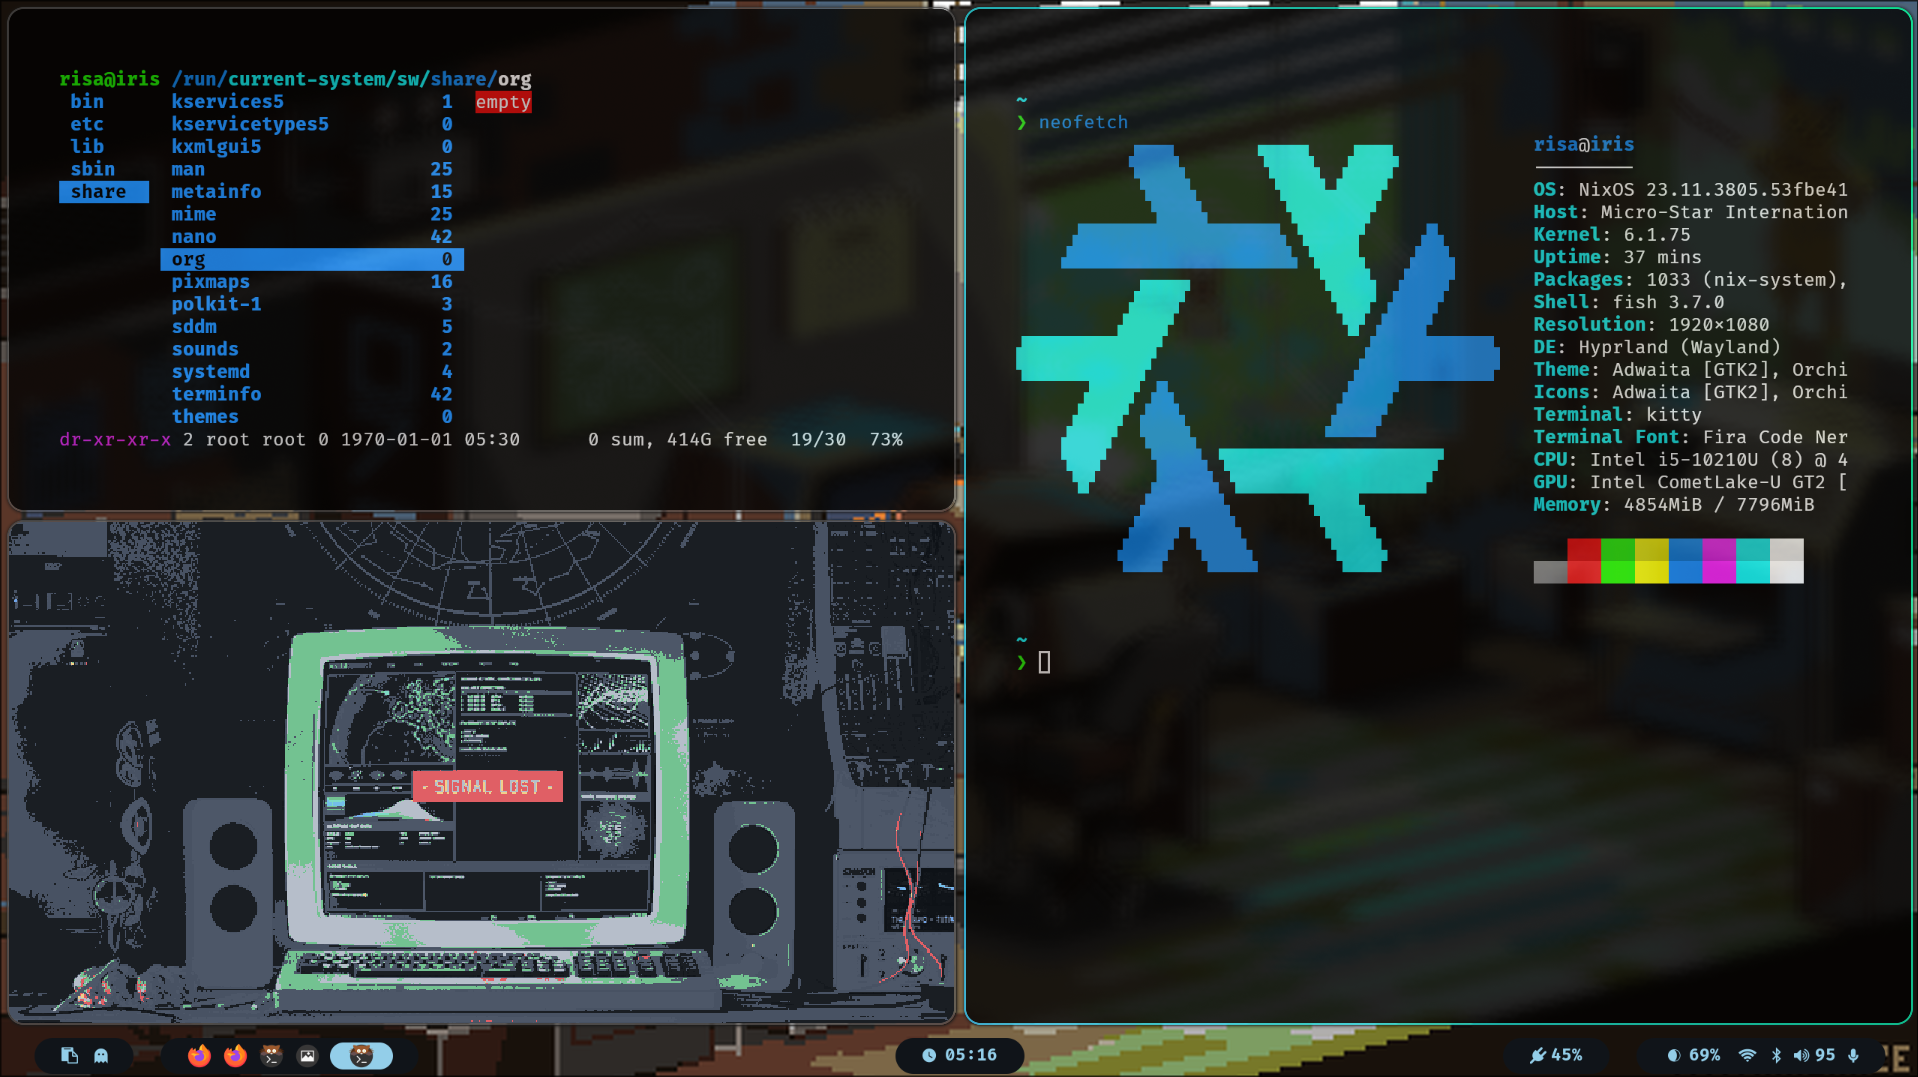 risa@iris /run/current-system/sw/share/org
bin kservices5 1 empty
etc kservicetypes5 0
lib kxmlgui5 0
sbin man 25
share metainfo 15
mime 25
nano 42
org 0
pixmaps 16
polkit-1 3
sddm 5
sounds 2
systemd 4
terminfo 42
themes 0
dr-xr-xr-x 2 root root 0 1970-01-01 05:30 0 sum, 414G free 19/30 73%
~
❯ neofetch
risa@iris
OS: NixOS 23.11.3805.53fbe41
Host: Micro-Star Internation
Kernel: 6.1.75
Uptime: 37 mins
Packages: 1033 (nix-system),
Shell: fish 3.7.0
Resolution: 1920×1080
DE: Hyprland (Wayland)
Theme: Adwaita [GTK2], Orchi
Icons: Adwaita [GTK2], Orchi
Terminal: kitty
Terminal Font: Fira Code Ner
CPU: Intel i5-10210U (8) @ 4
GPU: Intel CometLake-U GT2 [
Memory: 4854MiB / 7796MiB
~
❯
- SIGNAL LOST -
05:16
45%
69% 95